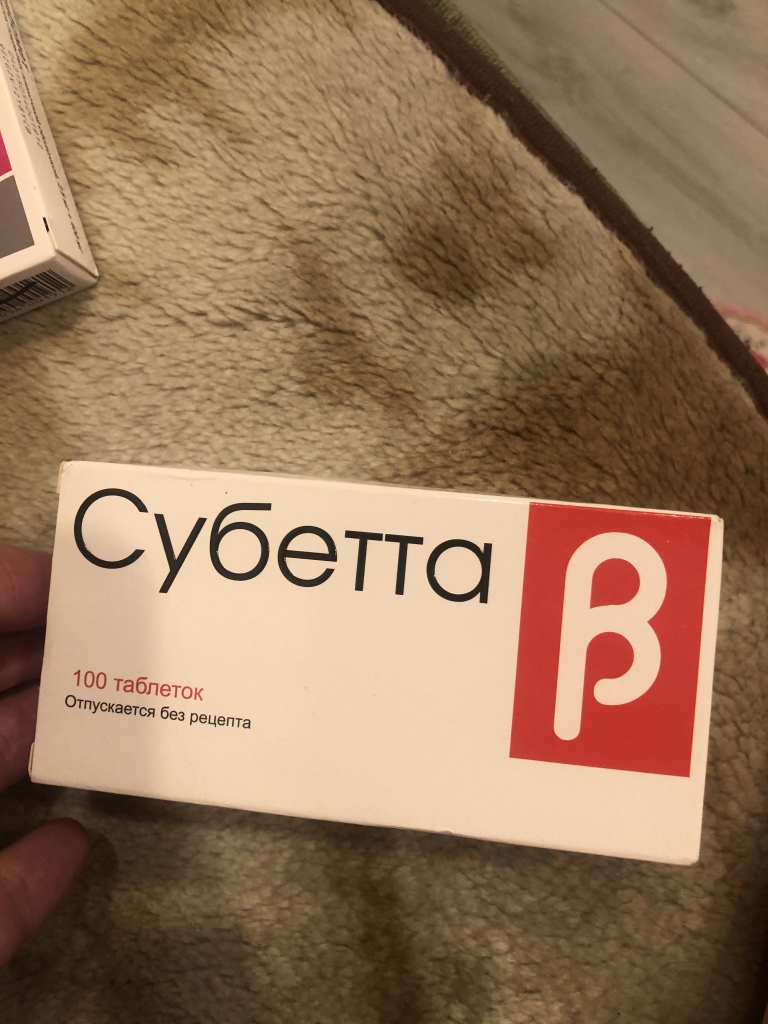 Субетта
β
100 таблеток
Отпускается без рецепта